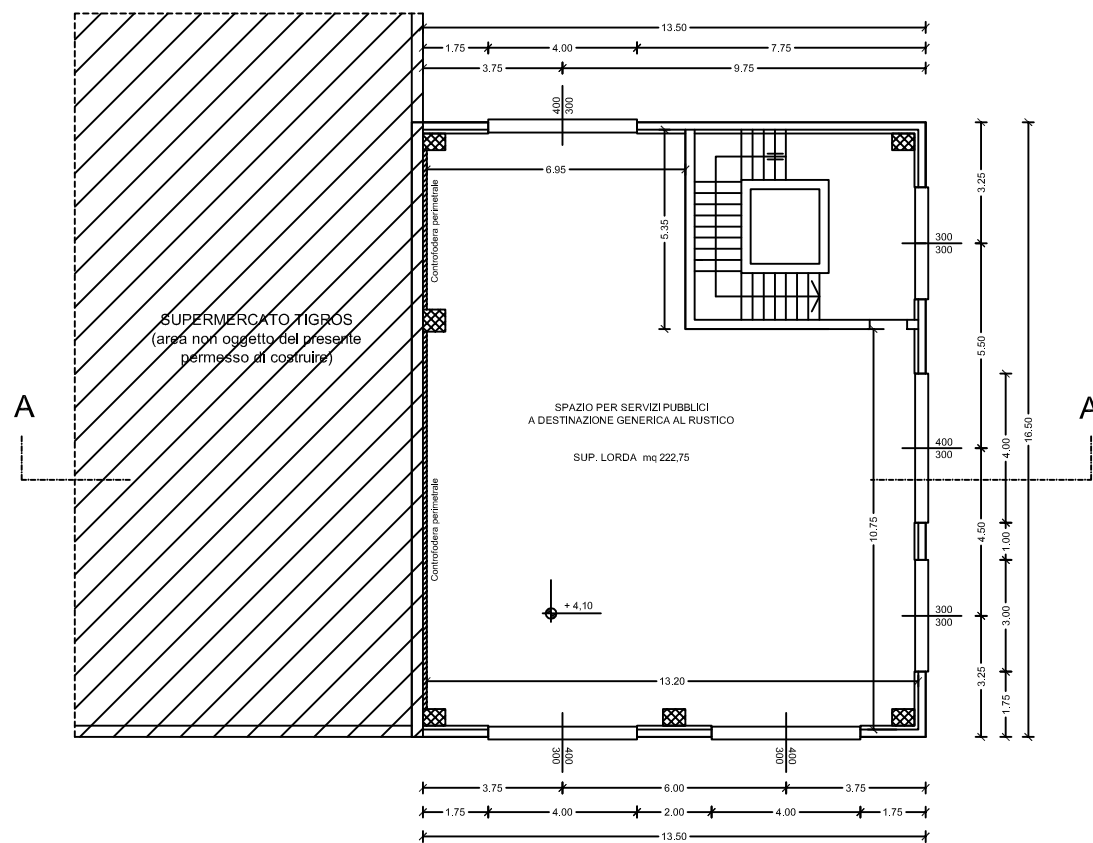 13.50
1.75 4.00 7.75
3.75 9.75
400
300
6.95
3.25
Controfodera perimetrale
5.35
300
300
16.50
SUPERMERCATO TIGROS
(area non oggetto del presente
permesso di costruire)
5.50
A
A
SPAZIO PER SERVIZI PUBBLICI
A DESTINAZIONE GENERICA AL RUSTICO
SUP. LORDA mq 222,75
400
300
4.00
Controfodera perimetrale
10.75
4.50
1.00
+ 4,10
300
300
3.00
13.20
3.25
1.75
400
300
400
300
3.75 6.00 3.75
1.75 4.00 2.00 4.00 1.75
13.50